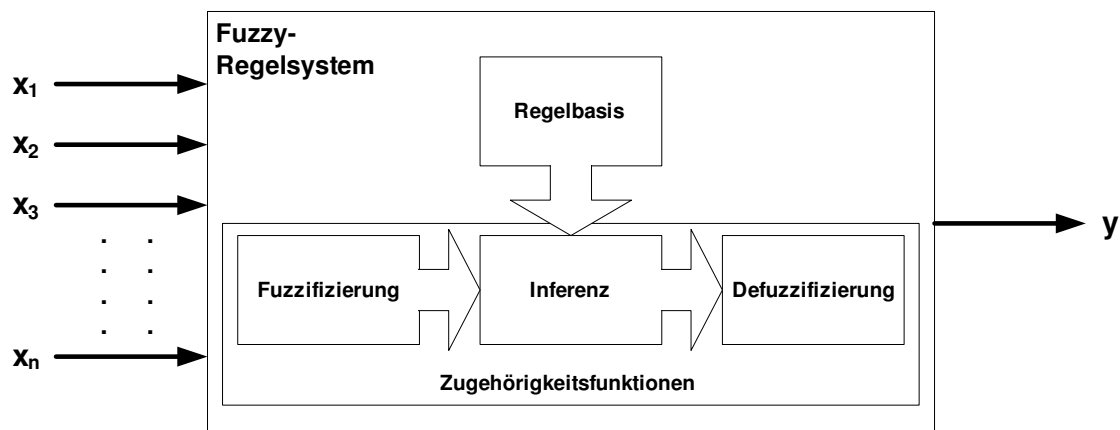 Fuzzy-
Regelsystem
x1
x2
x3
xn
Regelbasis
Fuzzifizierung
Inferenz
Defuzzifizierung
Zugehörigkeitsfunktionen
y